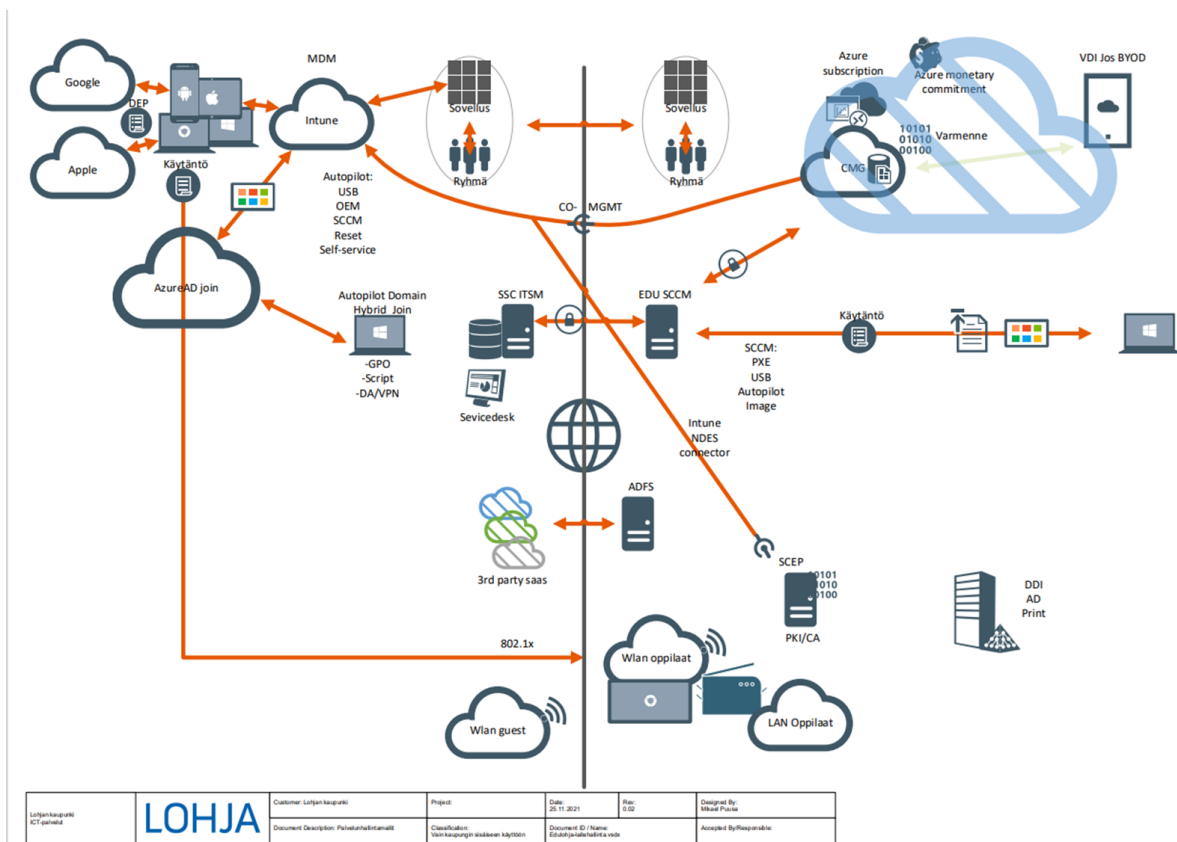 MDM
Google
DEP
Apple
Käytäntö
Intune
Sovellus
Ryhmä
Sovellus
Ryhmä
Azure
subscription
Azure monetary
commitment
VDI Jos BYOD
10101
01010
00100
Varmenne
CMG
Autopilot:
USB
OEM
SCCM
Reset
Self-service
CO-
MGMT
AzureAD join
Autopilot Domain
Hybrid Join
-GPO
-Script
-DA/VPN
SSC ITSM
EDU SCCM
Käytäntö
Sevicedesk
SCCM:
PXE
USB
Autopilot
Image
Intune
NDES
connector
ADFS
3rd party saas
SCEP
10101
01010
00100
PKI/CA
DDI
AD
Print
802.1x
Wlan oppilaat
Wlan guest
LAN Oppilaat
Lohjan kaupunki
ICT-palvelut
LOHJA
Customer: Lohjan kaupunki
Project:
Date:
25.11.2021
Rev:
0.02
Designed By:
Mikael Puusa
Document Description: Palvelunhallintamallit
Classification:
Vain kaupungin sisäiseen käyttöön
Document ID / Name:
Edulohja-laitehallinta.vsdx
Accepted By/Responsible: